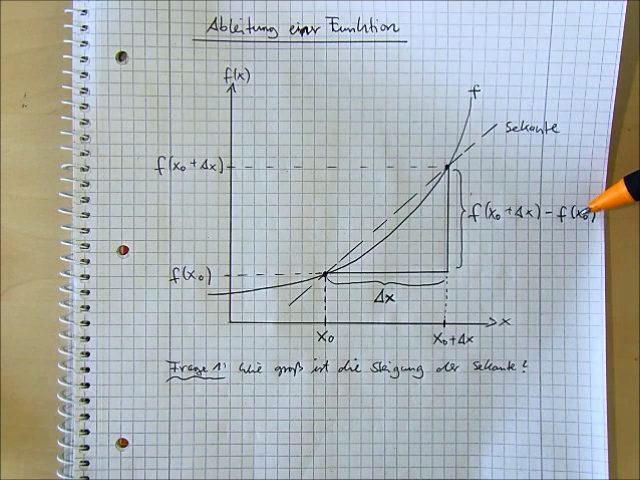 Ableitung einer Funktion
f(x)
f
Sekante
f(x₀+Δx)
f(x₀+Δx) – f(x₀)
f(x₀)
Δx
x
x₀
x₀+Δx
Frage 1: Wie groß ist die Steigung der Sekante?